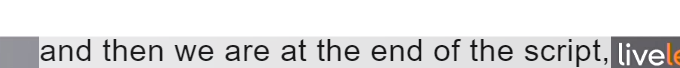 and then we are at the end of the script,